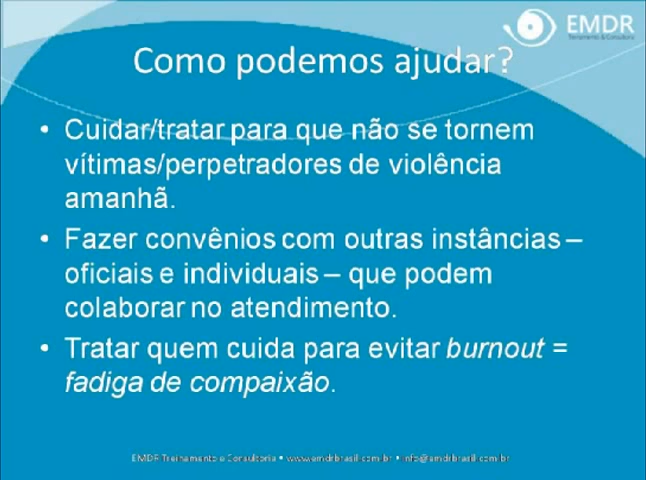 EMDR
Treinamento & Consultoria
Como podemos ajudar?
• Cuidar/tratar para que não se tornem
vítimas/perpetradores de violência
amanhã.
• Fazer convênios com outras instâncias –
oficiais e individuais – que podem
colaborar no atendimento.
• Tratar quem cuida para evitar burnout =
fadiga de compaixão.
EMDR Treinamento e Consultoria • www.emdrbrasil.com.br • info@emdrbrasil.com.br